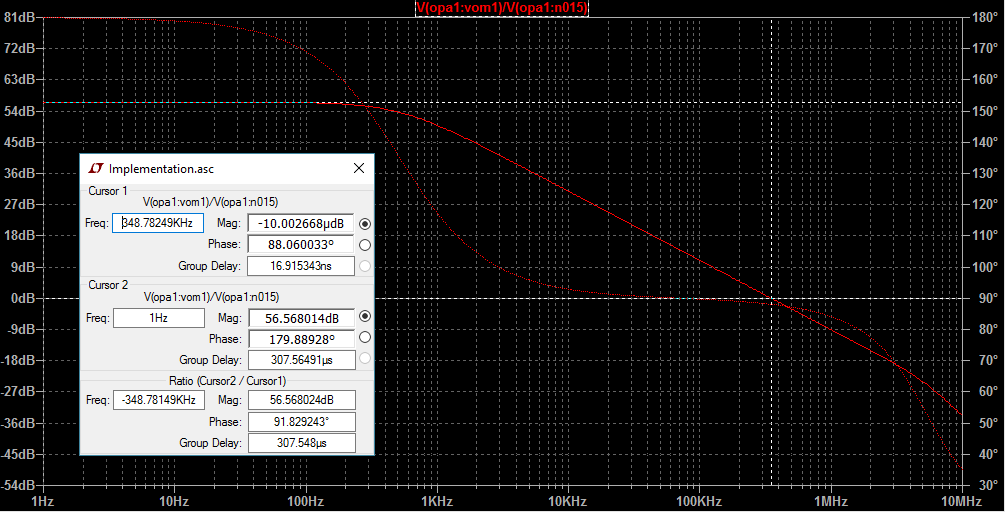 V(opa1:vom1)/V(opa1:n015)
81dB 180°
72dB 170°
63dB 160°
54dB 150°
45dB 140°
36dB 130°
27dB 120°
18dB 110°
9dB 100°
0dB 90°
-9dB 80°
-18dB 70°
-27dB 60°
-36dB 50°
-45dB 40°
-54dB 30°
1Hz 10Hz 100Hz 1KHz 10KHz 100KHz 1MHz 10MHz
Implementation.asc
Cursor 1
V(opa1:vom1)/V(opa1:n015)
Freq: 348.78249KHz Mag: -10.002668µdB
Phase: 88.060033°
Group Delay: 16.915343ns
Cursor 2
V(opa1:vom1)/V(opa1:n015)
Freq: 1Hz Mag: 56.568014dB
Phase: 179.88928°
Group Delay: 307.56491µs
Ratio (Cursor2 / Cursor1)
Freq: -348.78149KHz Mag: 56.568024dB
Phase: 91.829243°
Group Delay: 307.548µs